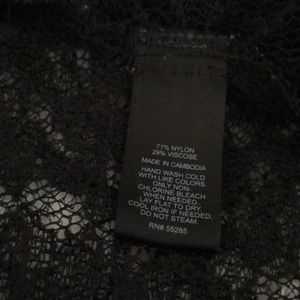 71% NYLON
29% VISCOSE
MADE IN CAMBODIA
HAND WASH COLD
WITH LIKE COLORS.
ONLY NON-
CHLORINE BLEACH
WHEN NEEDED.
LAY FLAT TO DRY
COOL IRON IF NEEDED.
DO NOT STEAM.
RN# 55285